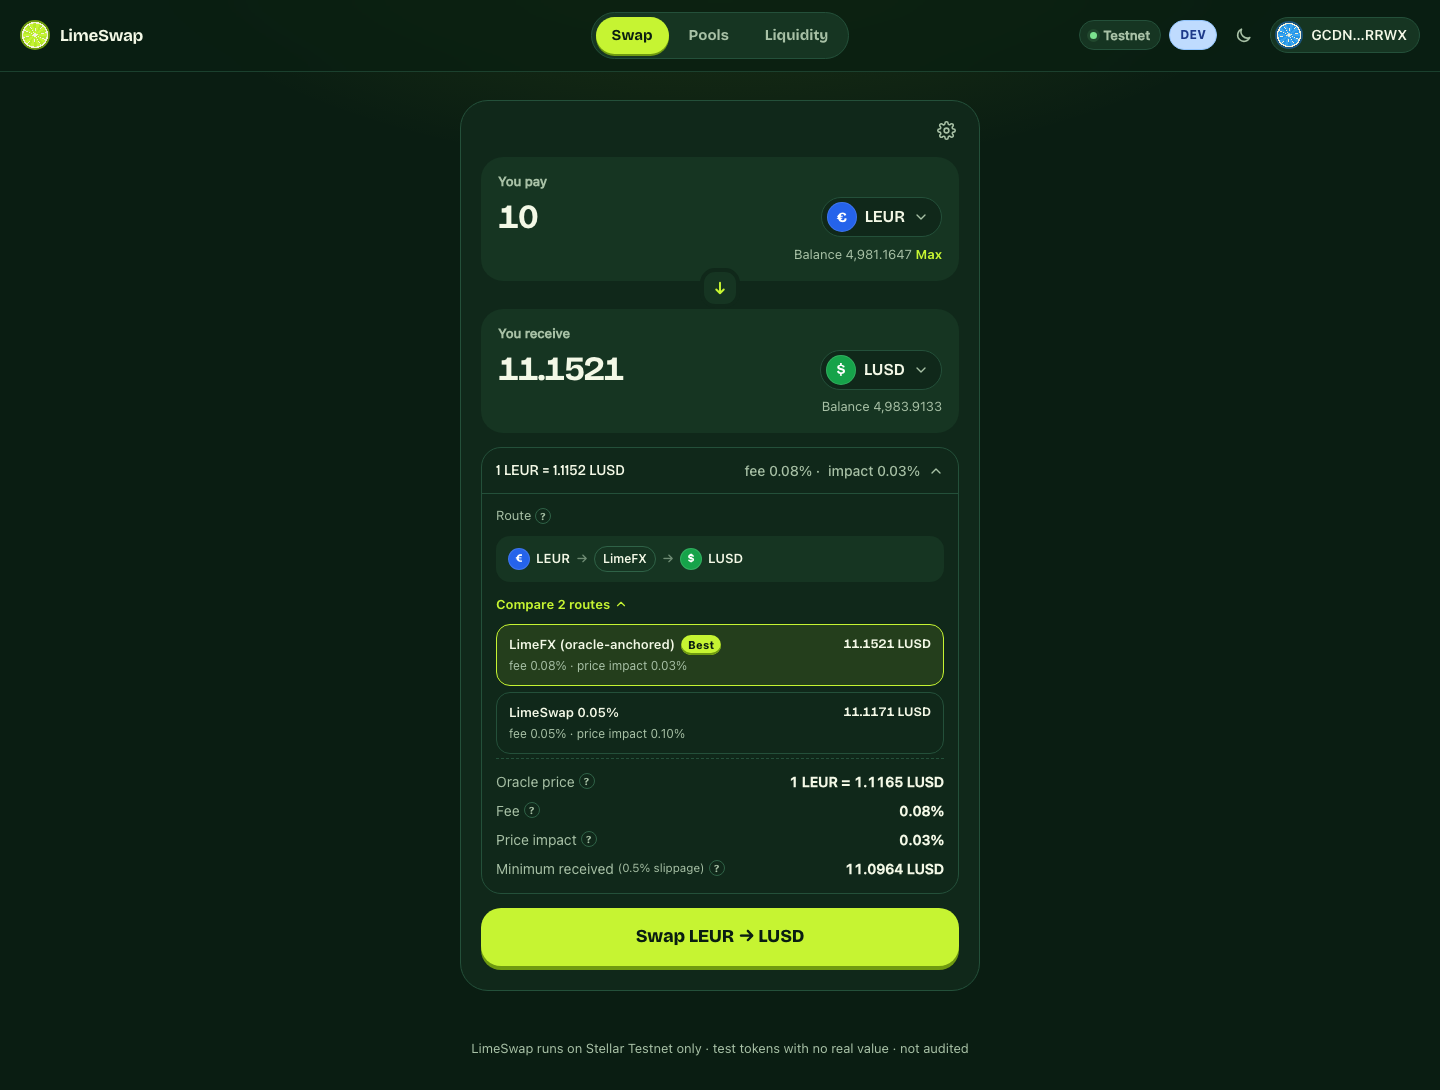 LimeSwap
Swap
Pools
Liquidity
Testnet
DEV
GCDN...RRWX
You pay
10
€ LEUR
Balance 4,981.1647 Max
You receive
11.1521
$ LUSD
Balance 4,983.9133
1 LEUR = 1.1152 LUSD
fee 0.08% · impact 0.03%
Route ?
€ LEUR → LimeFX → $ LUSD
Compare 2 routes
LimeFX (oracle-anchored) Best 11.1521 LUSD
fee 0.08% · price impact 0.03%
LimeSwap 0.05% 11.1171 LUSD
fee 0.05% · price impact 0.10%
Oracle price ? 1 LEUR = 1.1165 LUSD
Fee ? 0.08%
Price impact ? 0.03%
Minimum received (0.5% slippage) ? 11.0964 LUSD
Swap LEUR → LUSD
LimeSwap runs on Stellar Testnet only · test tokens with no real value · not audited